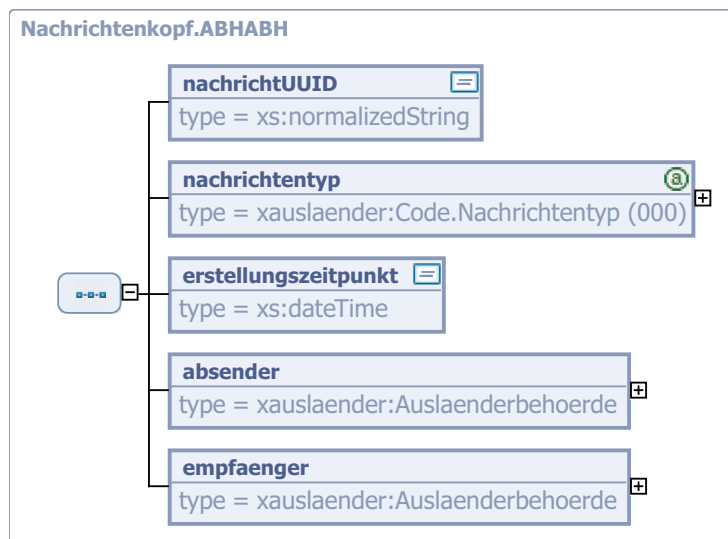 Nachrichtenkopf.ABHABH
nachrichtUUID
type = xs:normalizedString
nachrichtentyp
type = xauslaender:Code.Nachrichtentyp (000)
erstellungszeitpunkt
type = xs:dateTime
absender
type = xauslaender:Auslaenderbehoerde
empfaenger
type = xauslaender:Auslaenderbehoerde